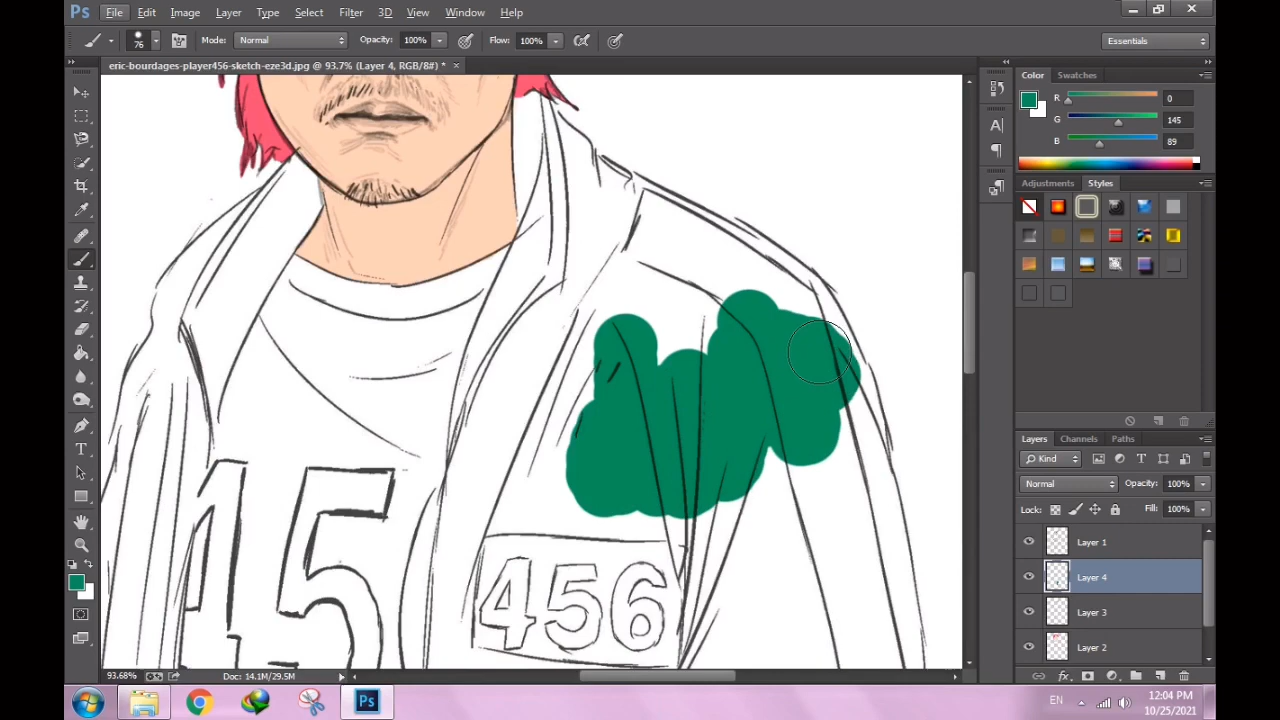 Ps File Edit Image Layer Type Select Filter 3D View Window Help
76 Mode: Normal Opacity: 100% Flow: 100% Essentials
eric-bourdages-player456-sketch-eze3d.jpg @ 93.7% (Layer 4, RGB/8#) * ×
Color Swatches
R 0
G 145
B 89
Adjustments Styles
Layers Channels Paths
Kind
Normal Opacity: 100%
Lock: Fill: 100%
Layer 1
Layer 4
Layer 3
Layer 2
45
456
93.68% Doc: 14.1M/29.5M
Ps EN 12:04 PM
10/25/2021